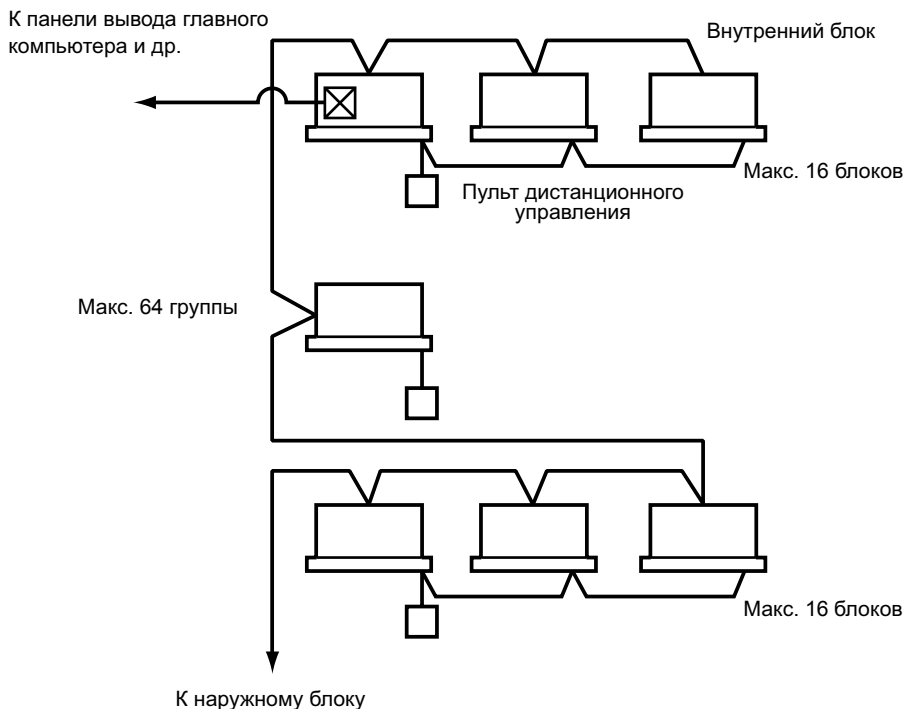 К панели вывода главного
компьютера и др.
Внутренний блок
Макс. 16 блоков
Пульт дистанционного
управления
Макс. 64 группы
Макс. 16 блоков
К наружному блоку